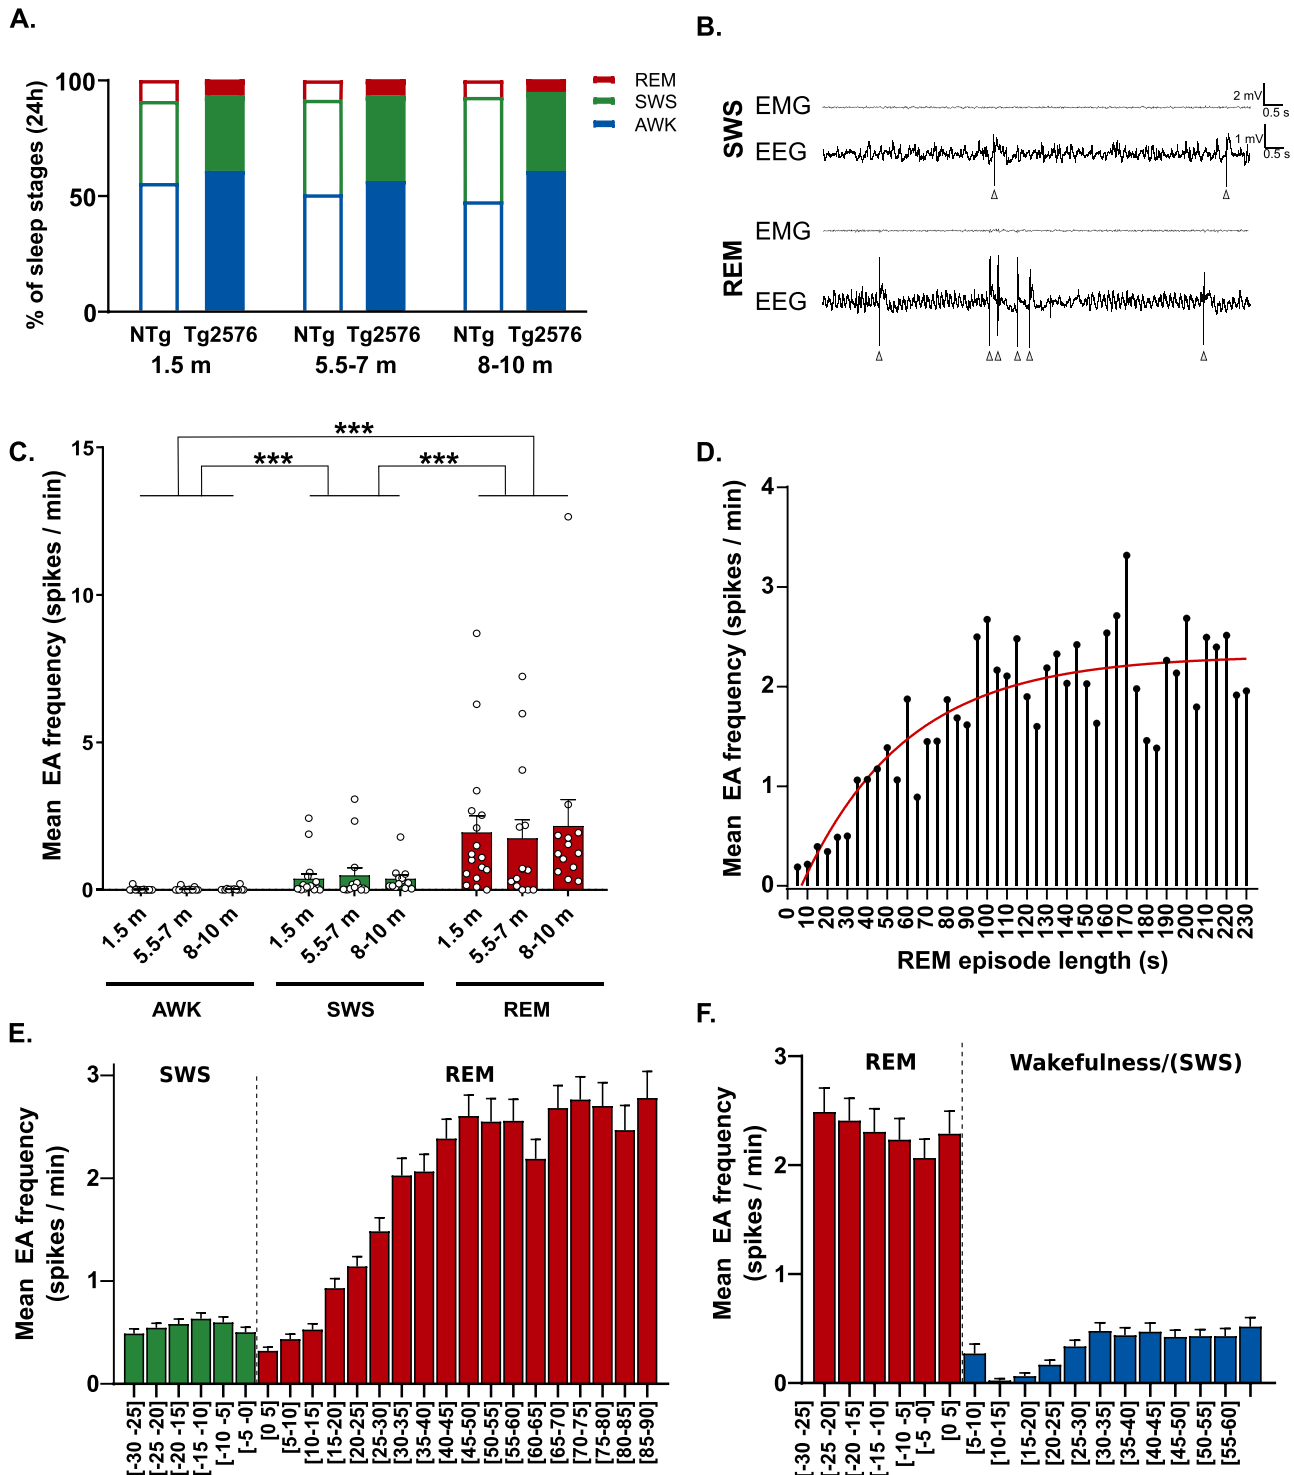 A.
% of sleep stages (24h)
100
50
0
NTg Tg2576 NTg Tg2576 NTg Tg2576
1.5 m 5.5-7 m 8-10 m
REM
SWS
AWK
B.
SWS
EMG
2 mV
0.5 s
EEG
1 mV
0.5 s
REM
EMG
EEG
C.
Mean EA frequency (spikes / min)
15
10
5
0
***
*** ***
1.5 m 5.5-7 m 8-10 m 1.5 m 5.5-7 m 8-10 m 1.5 m 5.5-7 m 8-10 m
AWK SWS REM
D.
Mean EA frequency (spikes / min)
4
3
2
1
0
0 10 20 30 40 50 60 70 80 90 100 110 120 130 140 150 160 170 180 190 200 210 220 230
REM episode length (s)
E.
Mean EA frequency
(spikes / min)
3
2
1
0
SWS REM
[-30 -25] [-25 -20] [-20 -15] [-15 -10] [-10 -5] [-5 -0] [0 5] [5-10] [10-15] [15-20] [20-25] [25-30] [30-35] [35-40] [40-45] [45-50] [50-55] [55-60] [60-65] [65-70] [70-75] [75-80] [80-85] [85-90]
F.
Mean EA frequency
(spikes / min)
3
2
1
0
REM Wakefulness/(SWS)
[-30 -25] [-25 -20] [-20 -15] [-15 -10] [-10 -5] [-5 -0] [0 5] [5-10] [10-15] [15-20] [20-25] [25-30] [30-35] [35-40] [40-45] [45-50] [50-55] [55-60]